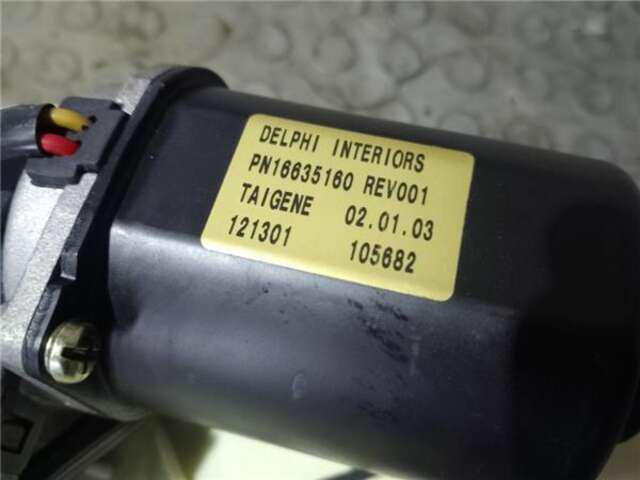 DELPHI INTERIORS
PN16635160 REV001
TAIGENE 02.01.03
121301 105682